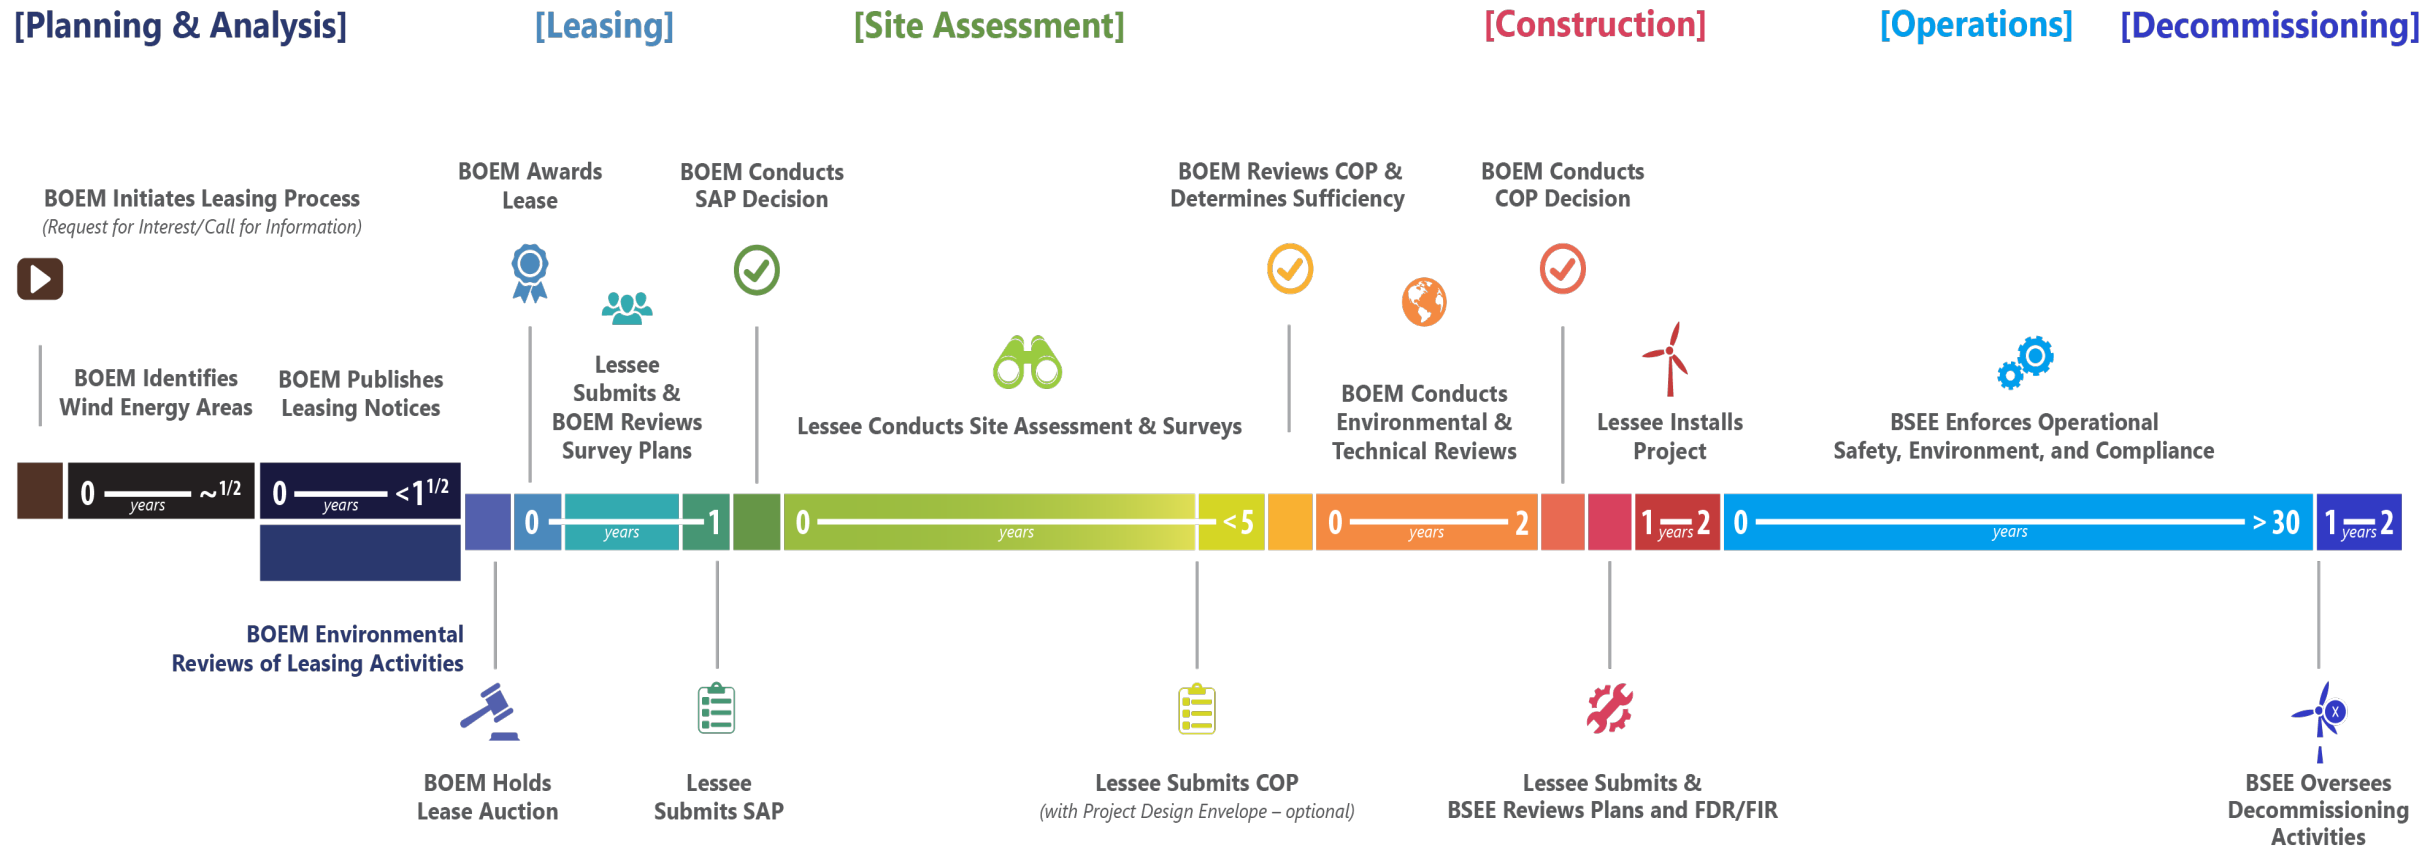 [Planning & Analysis]
[Leasing]
[Site Assessment]
[Construction]
[Operations]
[Decommissioning]
BOEM Initiates Leasing Process
(Request for Interest/Call for Information)
BOEM Awards
Lease
BOEM Conducts
SAP Decision
BOEM Reviews COP &
Determines Sufficiency
BOEM Conducts
COP Decision
BOEM Identifies
Wind Energy Areas
BOEM Publishes
Leasing Notices
Lessee
Submits &
BOEM Reviews
Survey Plans
Lessee Conducts Site Assessment & Surveys
BOEM Conducts
Environmental &
Technical Reviews
Lessee Installs
Project
BSEE Enforces Operational
Safety, Environment, and Compliance
0 years ~1/2
0 years <1 1/2
0 years 1
0 years <5
0 years 2
1 years 2
0 years > 30
1 years 2
BOEM Environmental
Reviews of Leasing Activities
BOEM Holds
Lease Auction
Lessee
Submits SAP
Lessee Submits COP
(with Project Design Envelope – optional)
Lessee Submits &
BSEE Reviews Plans and FDR/FIR
X
BSEE Oversees
Decommissioning
Activities